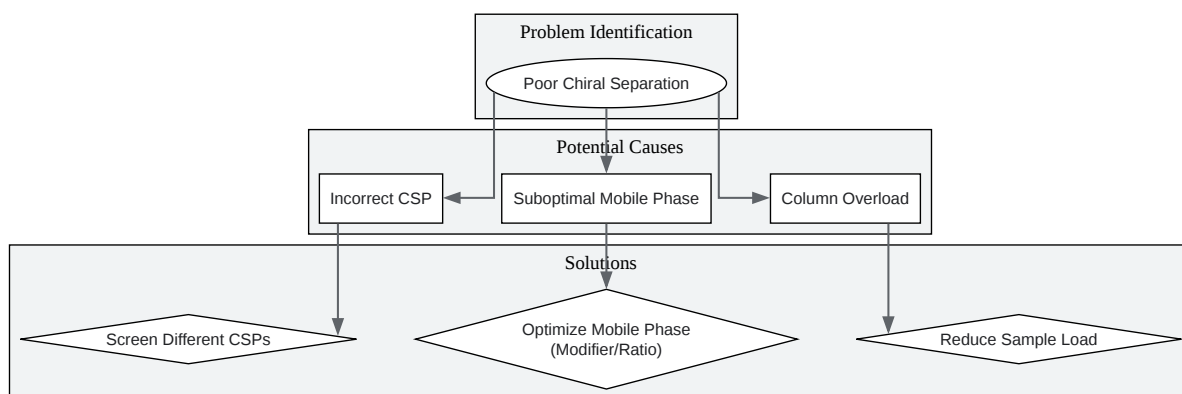 Problem Identification
Poor Chiral Separation
Potential Causes
Incorrect CSP
Suboptimal Mobile Phase
Column Overload
Solutions
Screen Different CSPs
Optimize Mobile Phase
(Modifier/Ratio)
Reduce Sample Load